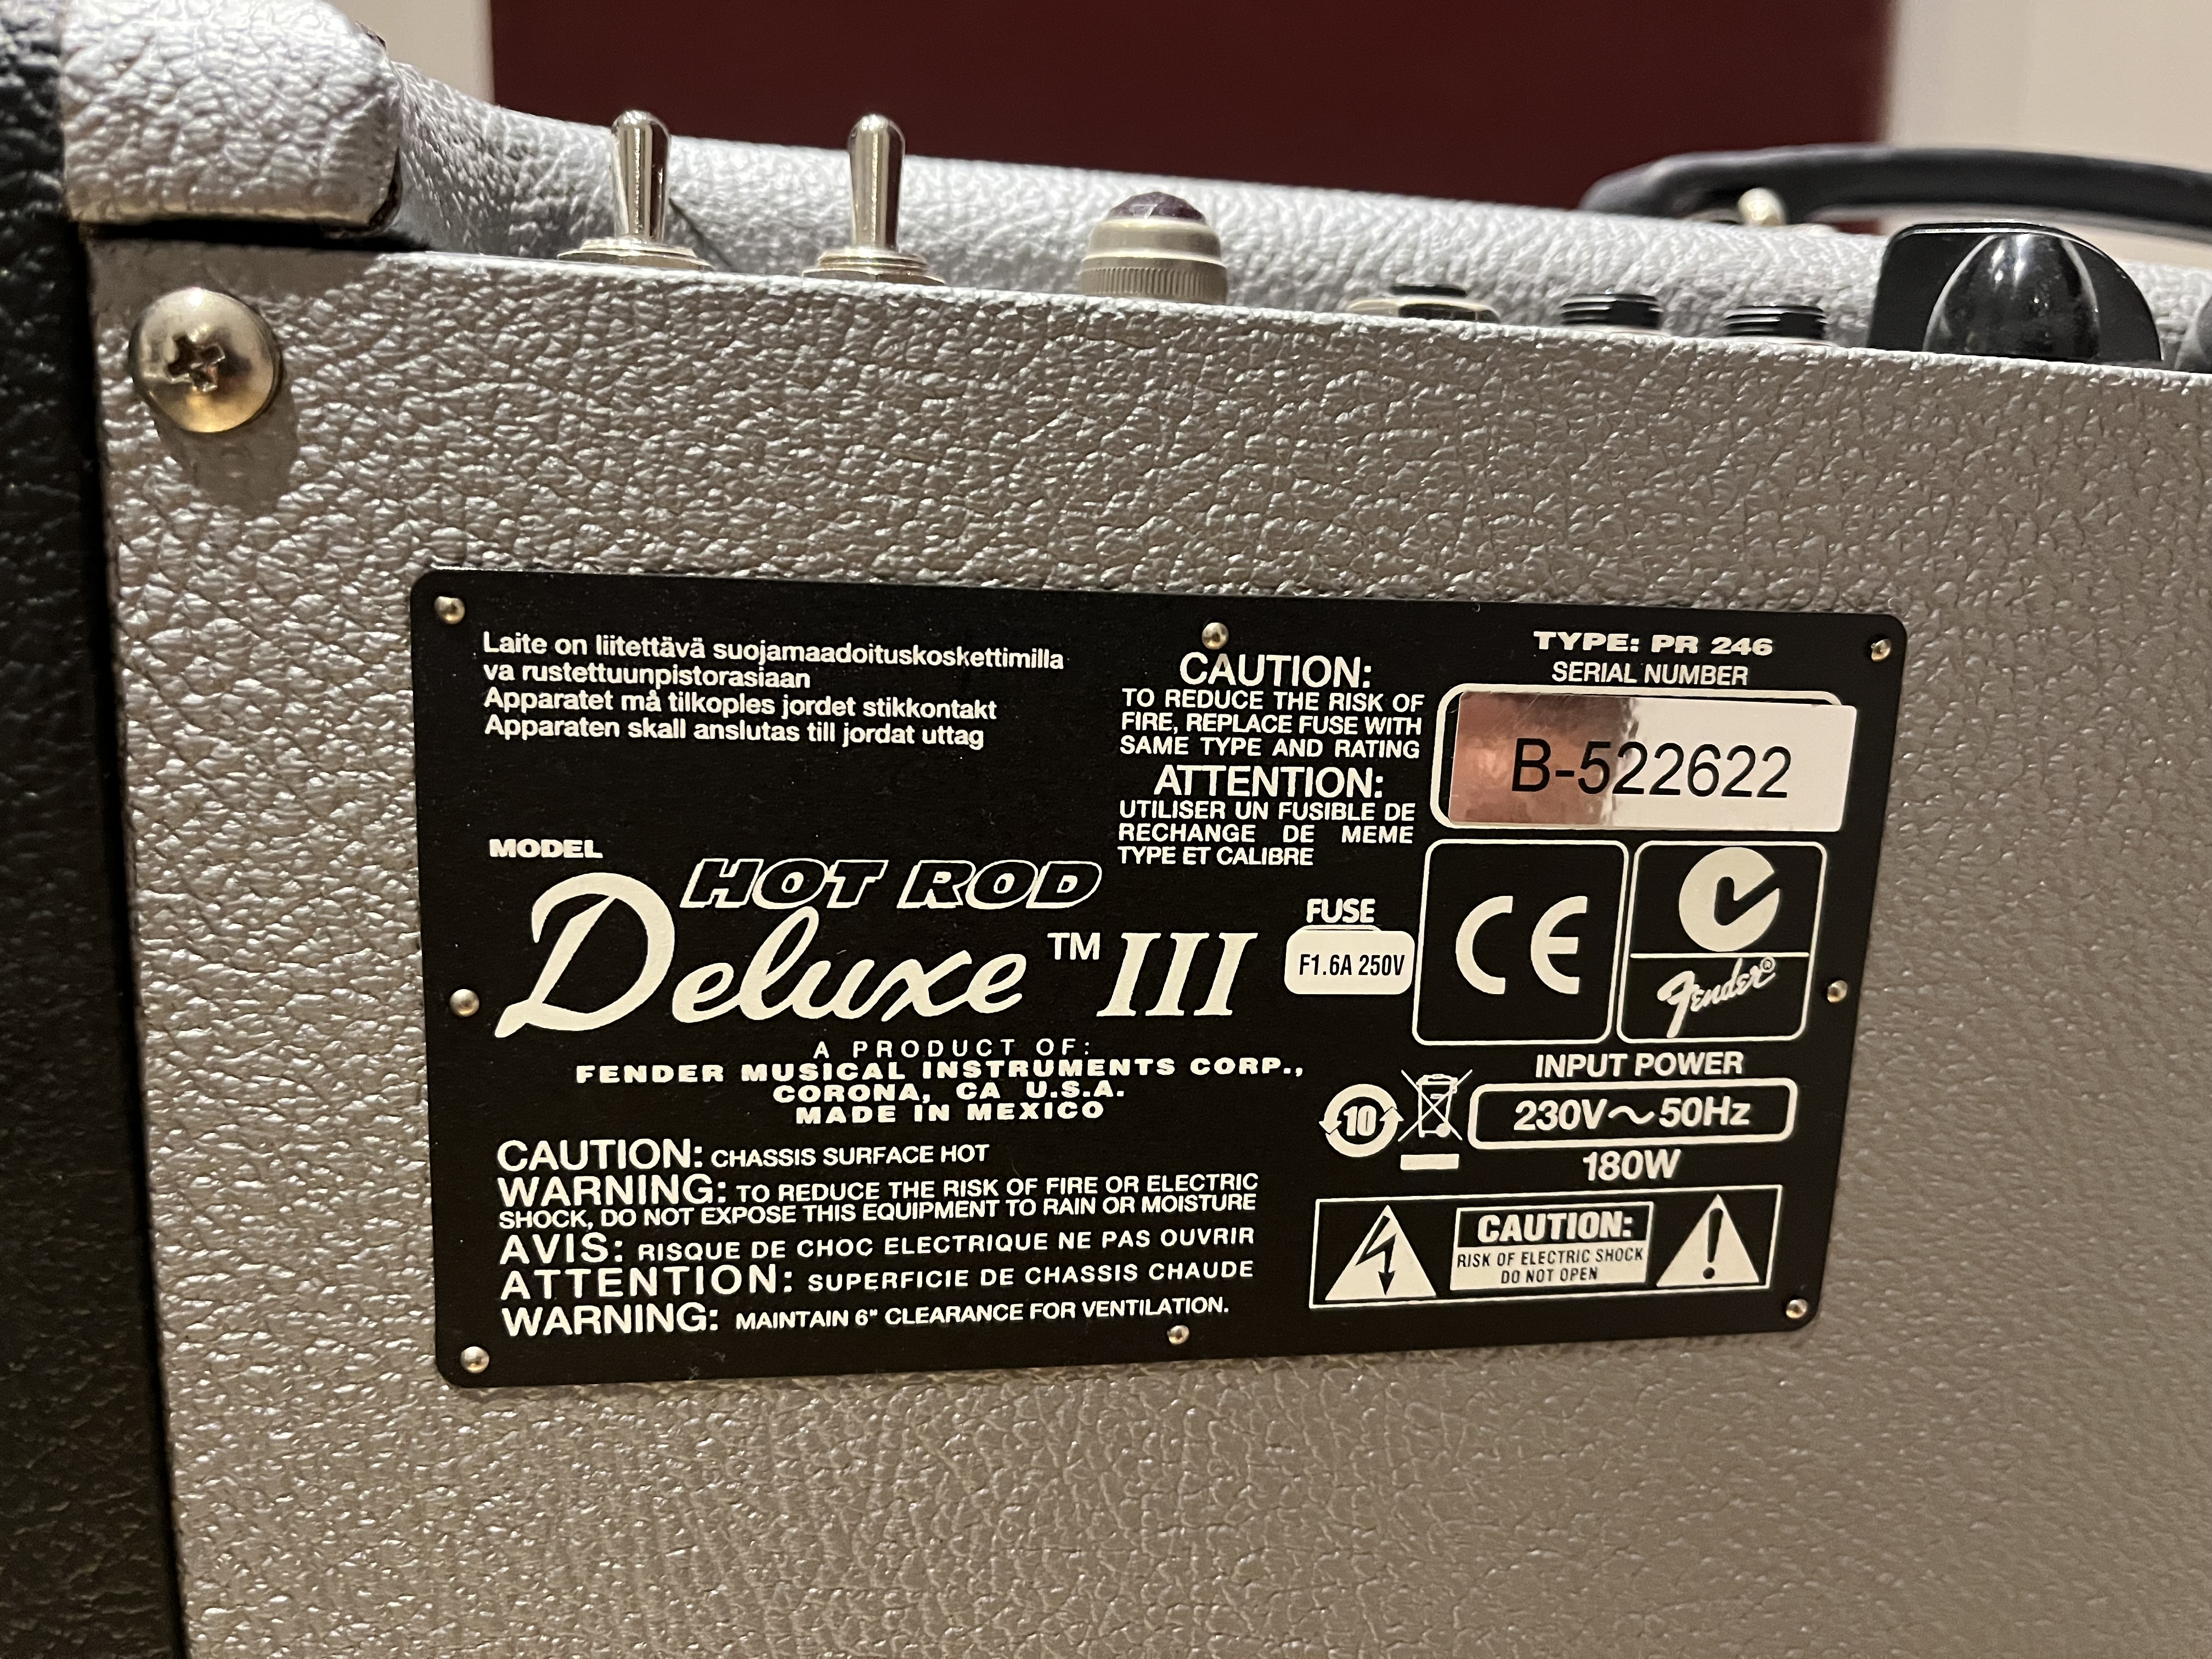 Laite on liitettävä suojamaadoituskoskettimilla
va rustettuunpistorasiaan
Apparatet må tilkoples jordet stikkontakt
Apparaten skall anslutas till jordat uttag
CAUTION:
TO REDUCE THE RISK OF
FIRE, REPLACE FUSE WITH
SAME TYPE AND RATING
ATTENTION:
UTILISER UN FUSIBLE DE
RECHANGE DE MEME
TYPE ET CALIBRE
TYPE: PR 246
SERIAL NUMBER
B-522622
MODEL
HOT ROD
Deluxe™ III
FUSE
F1.6A 250V
CE
Fender®
A PRODUCT OF:
FENDER MUSICAL INSTRUMENTS CORP.,
CORONA, CA U.S.A.
MADE IN MEXICO
10
INPUT POWER
230V～50Hz
180W
CAUTION: CHASSIS SURFACE HOT
WARNING: TO REDUCE THE RISK OF FIRE OR ELECTRIC
SHOCK, DO NOT EXPOSE THIS EQUIPMENT TO RAIN OR MOISTURE
AVIS: RISQUE DE CHOC ELECTRIQUE NE PAS OUVRIR
ATTENTION: SUPERFICIE DE CHASSIS CHAUDE
WARNING: MAINTAIN 6" CLEARANCE FOR VENTILATION.
CAUTION:
RISK OF ELECTRIC SHOCK
DO NOT OPEN